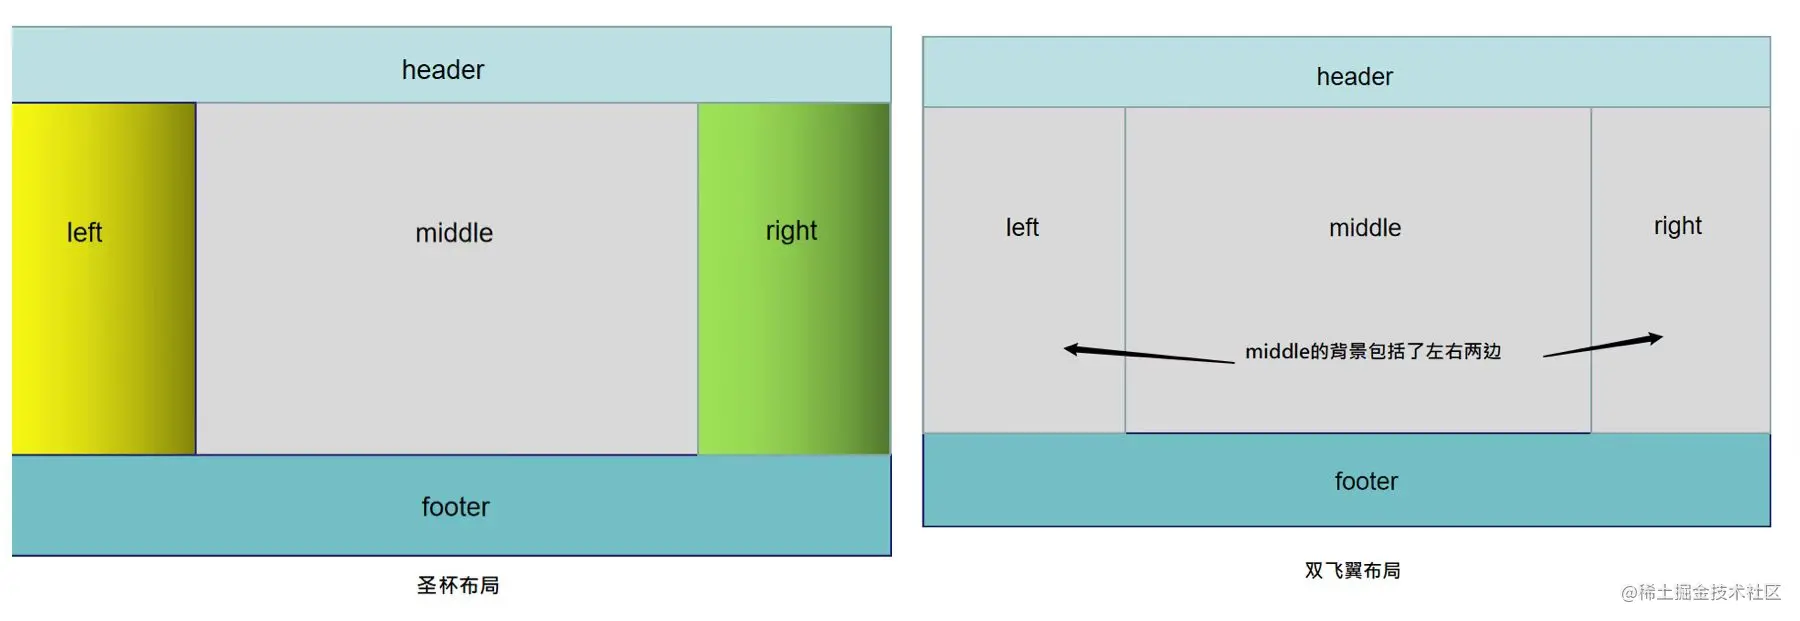 header
left
middle
right
footer
圣杯布局
header
left
middle
right
middle的背景包括了左右两边
footer
双飞翼布局
@稀土掘金技术社区